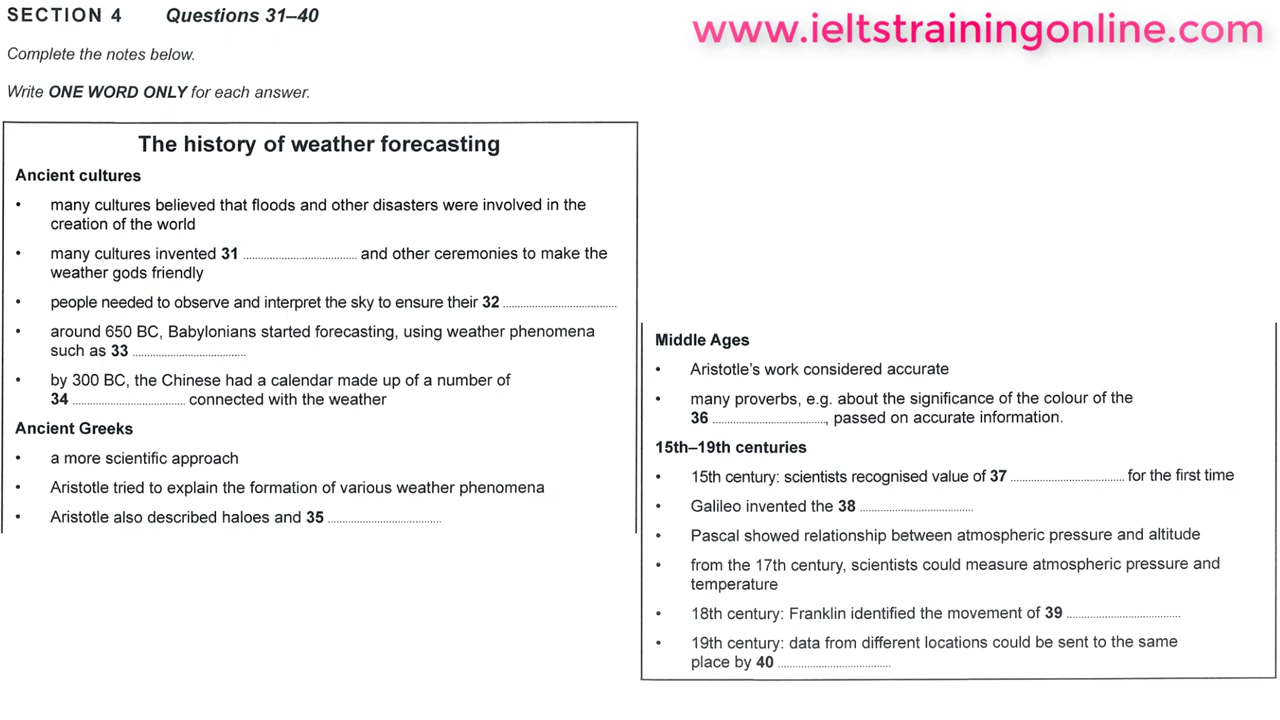 SECTION 4 Questions 31–40
www.ieltstrainingonline.com
Complete the notes below.
Write ONE WORD ONLY for each answer.
The history of weather forecasting
Ancient cultures
• many cultures believed that floods and other disasters were involved in the
creation of the world
• many cultures invented 31 .................................... and other ceremonies to make the
weather gods friendly
• people needed to observe and interpret the sky to ensure their 32 ....................................
• around 650 BC, Babylonians started forecasting, using weather phenomena
such as 33 ....................................
• by 300 BC, the Chinese had a calendar made up of a number of
34 .................................... connected with the weather
Ancient Greeks
• a more scientific approach
• Aristotle tried to explain the formation of various weather phenomena
• Aristotle also described haloes and 35 ....................................
Middle Ages
• Aristotle's work considered accurate
• many proverbs, e.g. about the significance of the colour of the
36 ...................................., passed on accurate information.
15th–19th centuries
• 15th century: scientists recognised value of 37 .................................... for the first time
• Galileo invented the 38 ....................................
• Pascal showed relationship between atmospheric pressure and altitude
• from the 17th century, scientists could measure atmospheric pressure and
temperature
• 18th century: Franklin identified the movement of 39 ....................................
• 19th century: data from different locations could be sent to the same
place by 40 ....................................